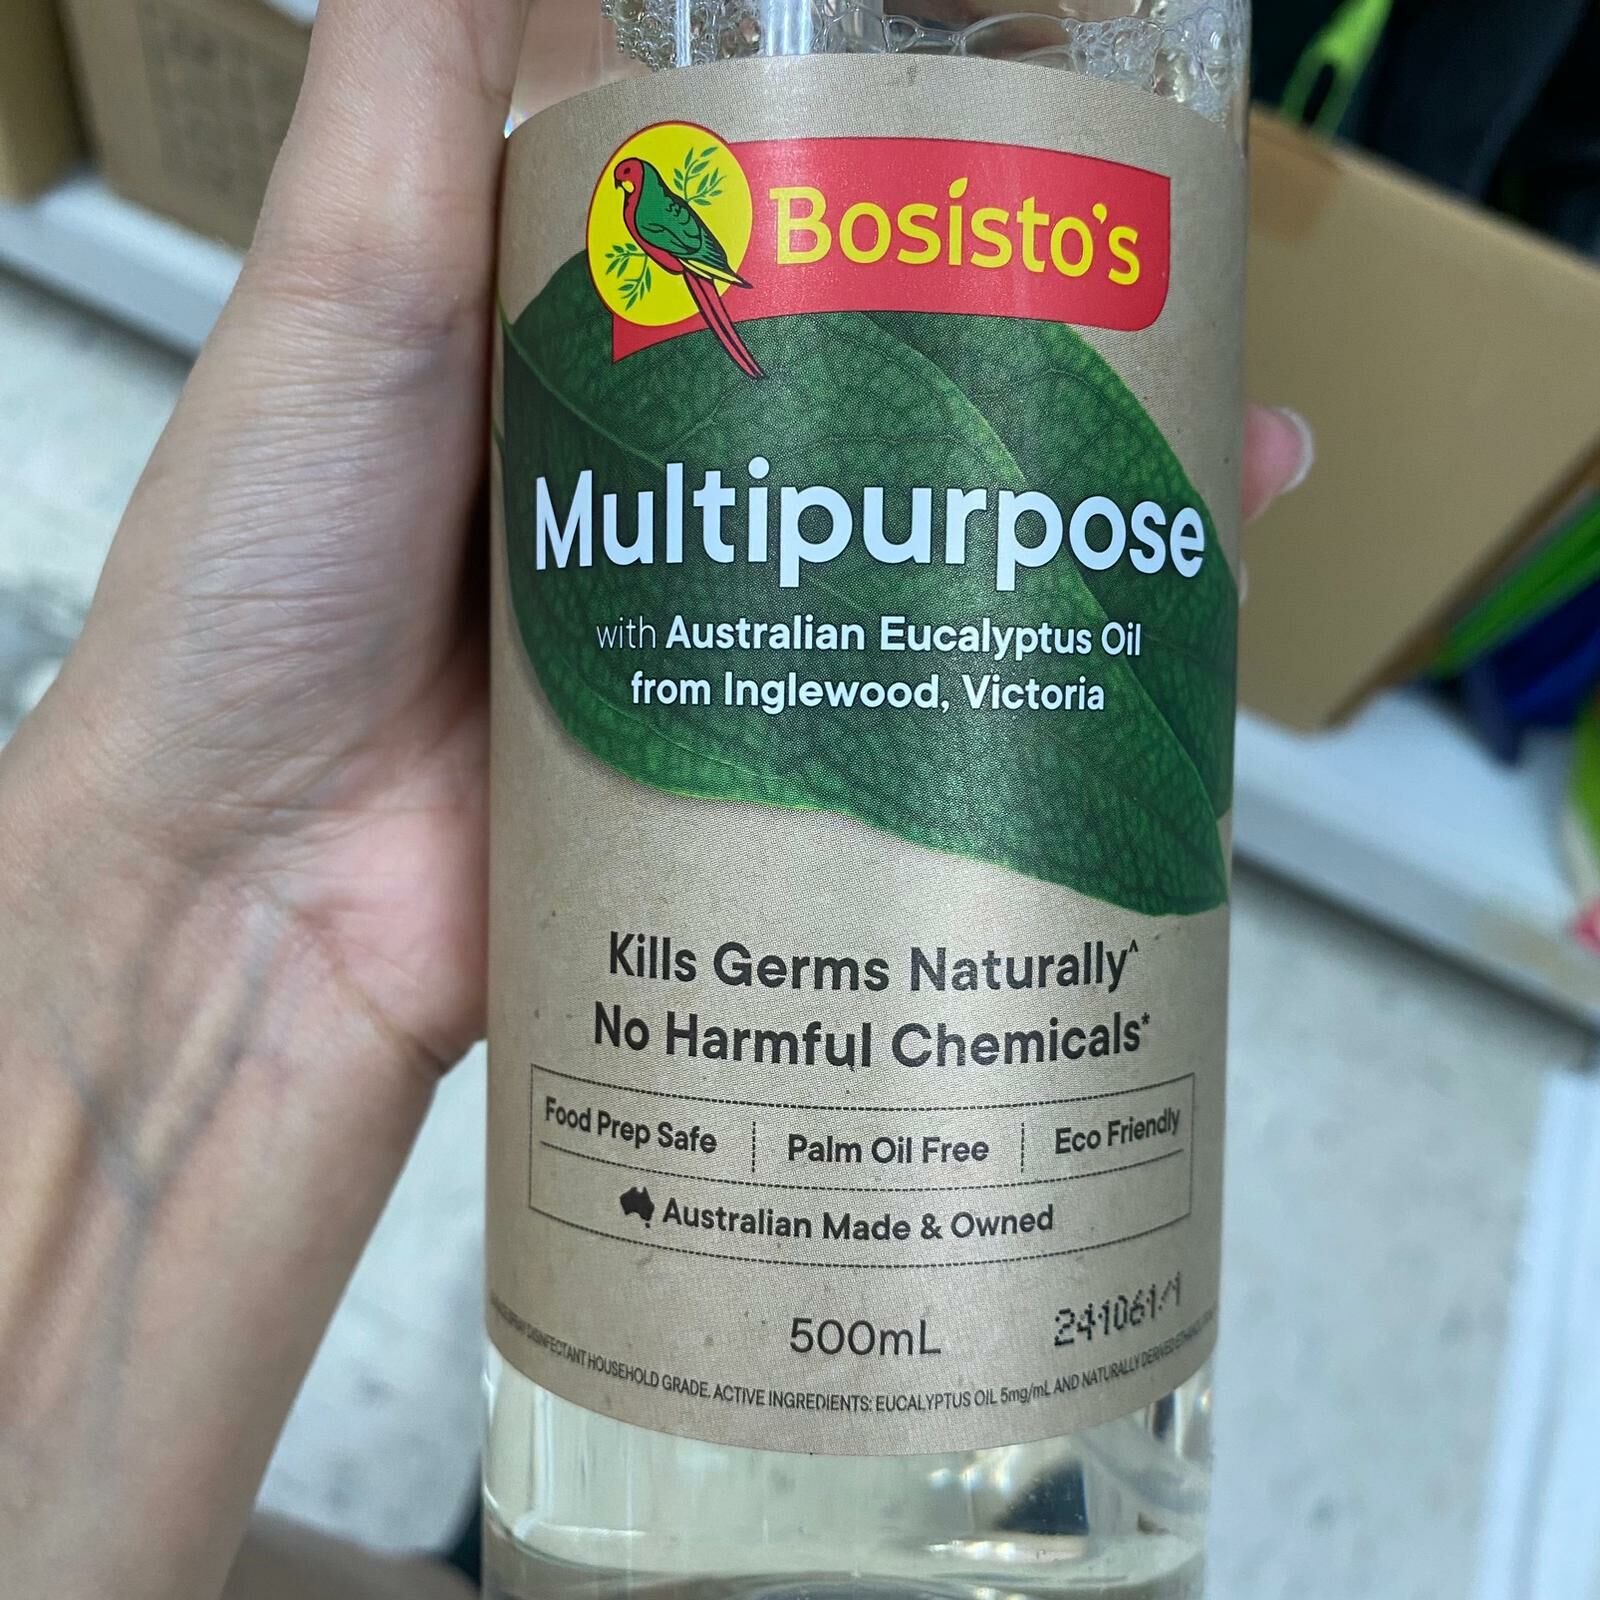 Bosisto's
Multipurpose
with Australian Eucalyptus Oil
from Inglewood, Victoria
Kills Germs Naturally^
No Harmful Chemicals*
Food Prep Safe
Palm Oil Free
Eco Friendly
Australian Made & Owned
500mL
241061/1
DISINFECTANT HOUSEHOLD GRADE. ACTIVE INGREDIENTS: EUCALYPTUS OIL 5mg/mL AND NATURALLY DERIVED